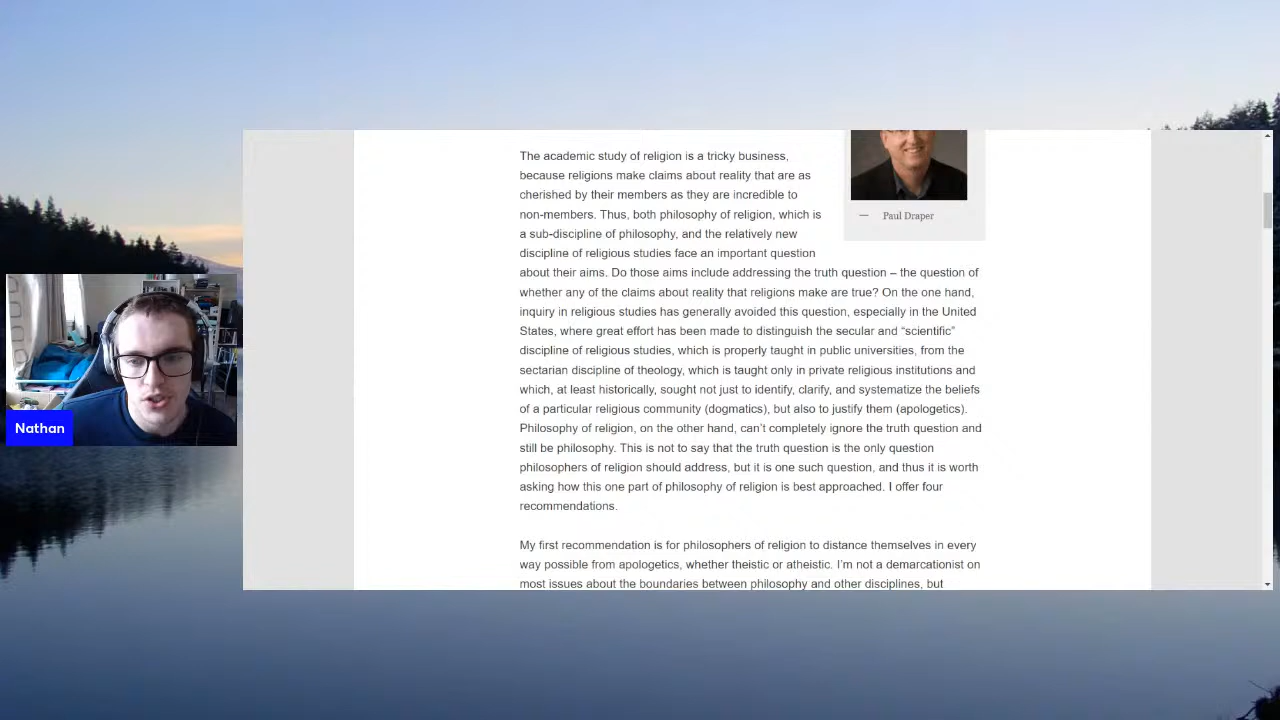 The academic study of religion is a tricky business,
because religions make claims about reality that are as
cherished by their members as they are incredible to
non-members. Thus, both philosophy of religion, which is
a sub-discipline of philosophy, and the relatively new
discipline of religious studies face an important question
— Paul Draper
about their aims. Do those aims include addressing the truth question – the question of
whether any of the claims about reality that religions make are true? On the one hand,
inquiry in religious studies has generally avoided this question, especially in the United
States, where great effort has been made to distinguish the secular and “scientific”
discipline of religious studies, which is properly taught in public universities, from the
sectarian discipline of theology, which is taught only in private religious institutions and
which, at least historically, sought not just to identify, clarify, and systematize the beliefs
of a particular religious community (dogmatics), but also to justify them (apologetics).
Philosophy of religion, on the other hand, can’t completely ignore the truth question and
still be philosophy. This is not to say that the truth question is the only question
philosophers of religion should address, but it is one such question, and thus it is worth
asking how this one part of philosophy of religion is best approached. I offer four
recommendations.
My first recommendation is for philosophers of religion to distance themselves in every
way possible from apologetics, whether theistic or atheistic. I’m not a demarcationist on
most issues about the boundaries between philosophy and other disciplines, but
Nathan